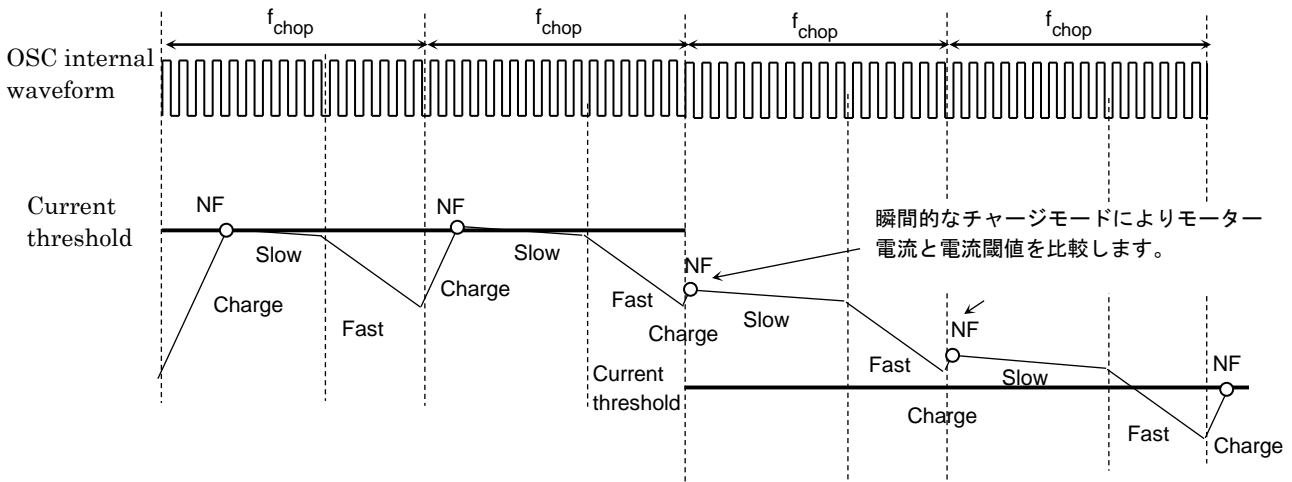 fchop fchop fchop fchop
OSC internal
waveform
Current
threshold
NF
NF
瞬間的なチャージモードによりモーター
電流と電流閾値を比較します。
Slow
Slow
NF
Charge
Charge
Fast
Fast
Charge
Slow
NF
Current
threshold
Fast
Slow
NF
Charge
Fast
Charge